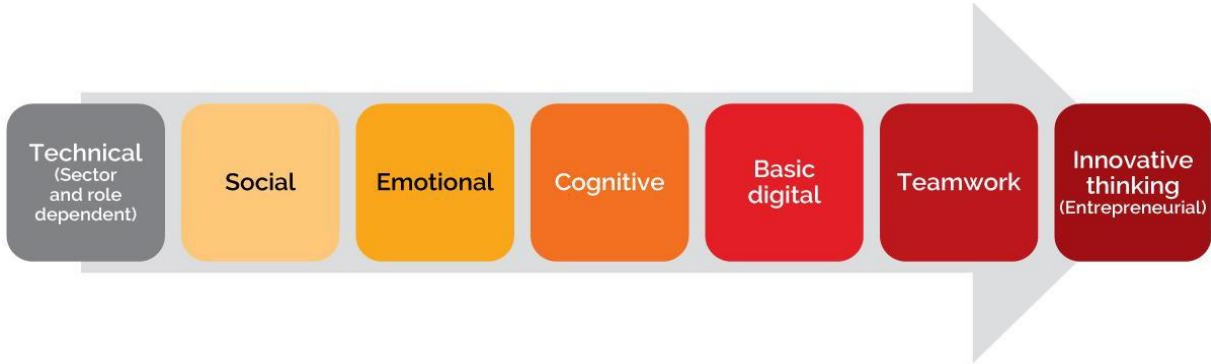 Technical
(Sector
and role
dependent)
Social
Emotional
Cognitive
Basic
digital
Teamwork
Innovative
thinking
(Entrepreneurial)